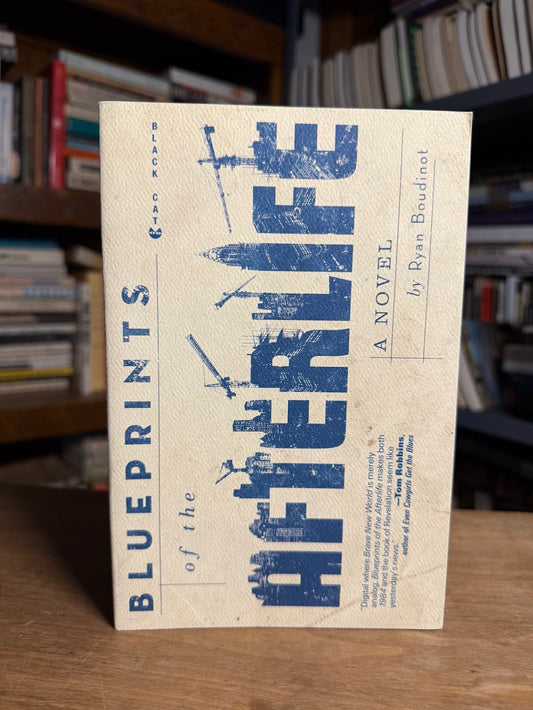 BLACK CAT
BLUEPRINTS
of the
AFTERLIFE
A NOVEL
by Ryan Boudinot
"Digital where Brave New World is merely
analog, Blueprints of the Afterlife makes both
1984 and the book of Revelation seem like
yesterday's news."
—Tom Robbins,
author of Even Cowgirls Get the Blues